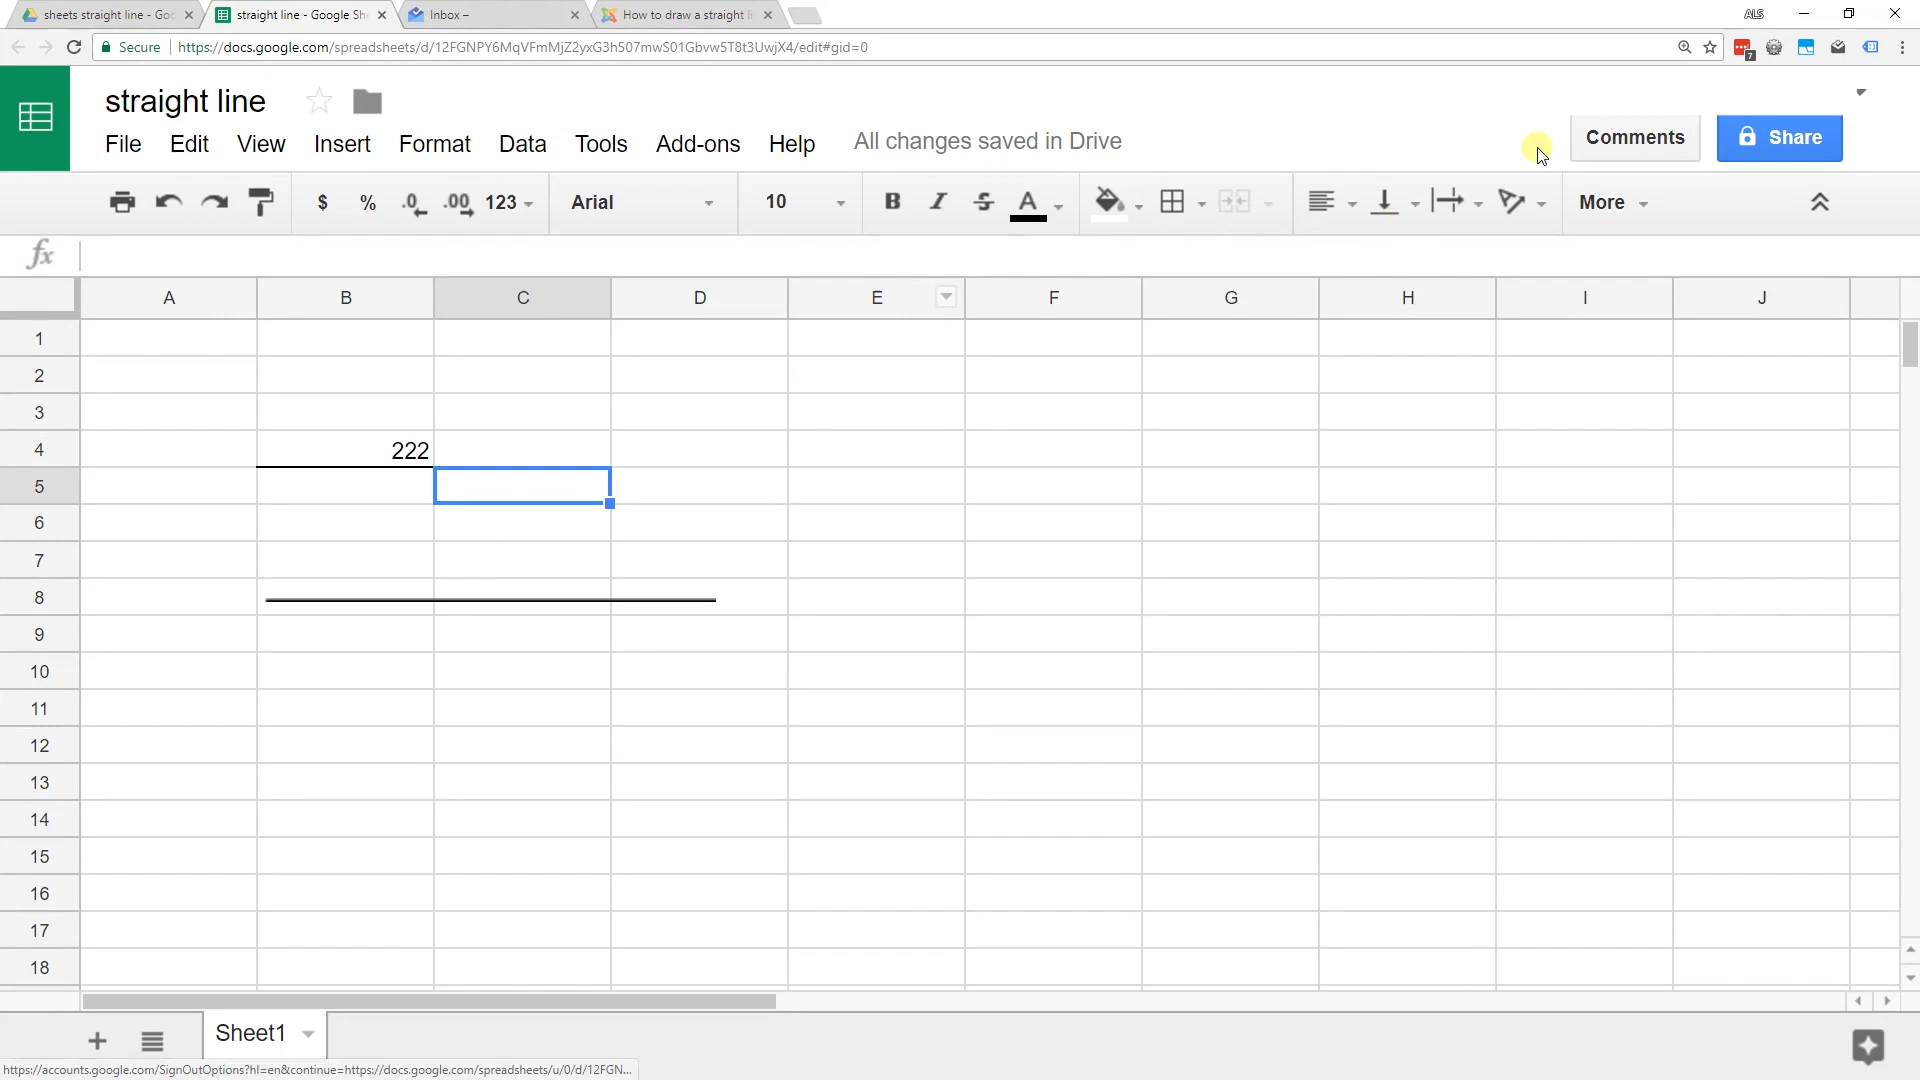 sheets straight line - Goo
straight line - Google She
Inbox –
How to draw a straight li
ALS
Secure
https://docs.google.com/spreadsheets/d/12FGNPY6MqVFmMjZ2yxG3h507mwS01Gbvw5T8t3UwjX4/edit#gid=0
7
straight line
File Edit View Insert Format Data Tools Add-ons Help All changes saved in Drive
Comments
Share
$ % .0 .00 123 Arial 10 B I S A More
fx
A B C D E F G H I J
1
2
3
4 222
5
6
7
8
9
10
11
12
13
14
15
16
17
18
Sheet1
https://accounts.google.com/SignOutOptions?hl=en&continue=https://docs.google.com/spreadsheets/u/0/d/12FGN...